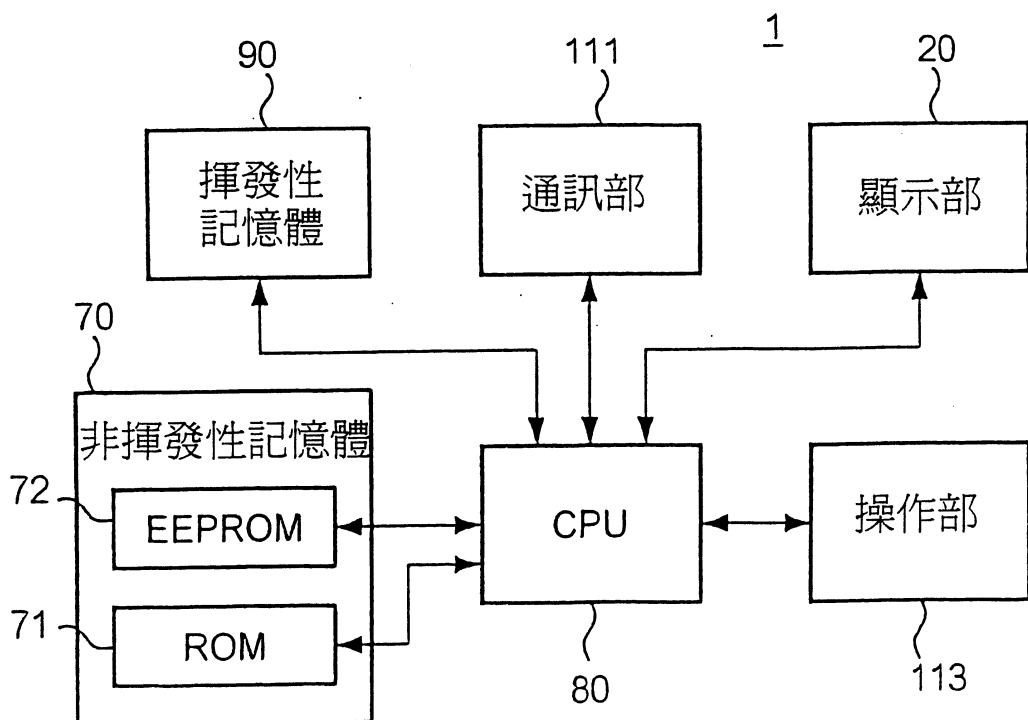 1
90
111
20
揮發性
記憶體
通訊部
顯示部
70
非揮發性記憶體
72
EEPROM
CPU
操作部
71
ROM
80
113